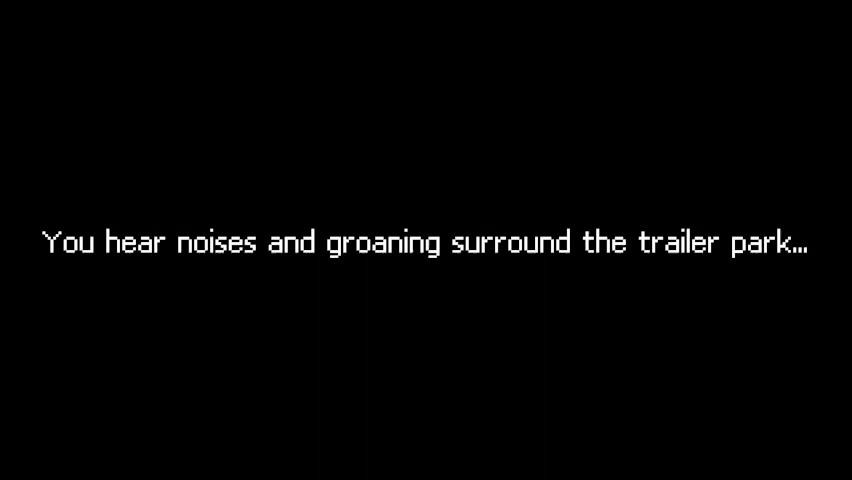 You hear noises and groaning surround the trailer park...